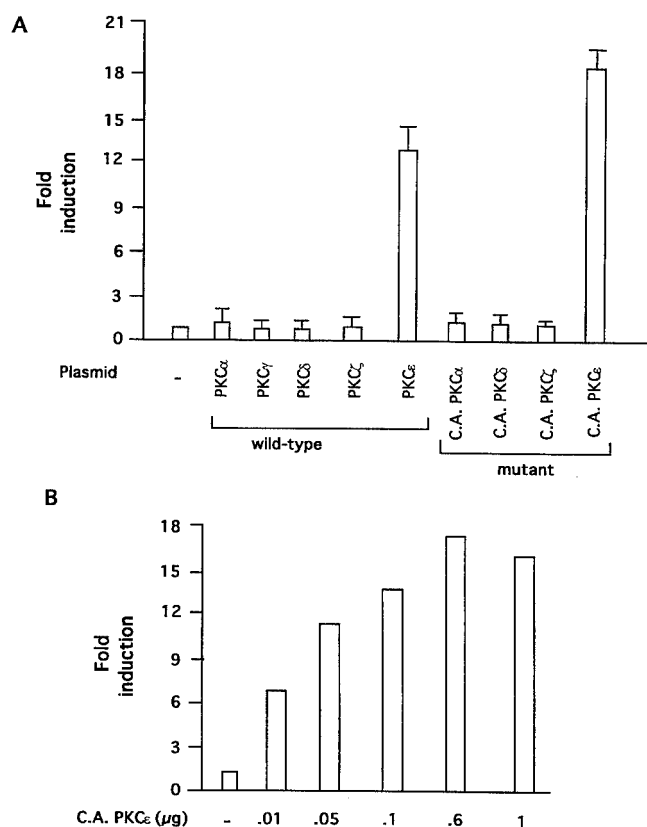 A
Fold
induction
21
18
15
12
9
6
3
0
Plasmid
-
PKCα
PKCγ
PKCδ
PKCζ
PKCε
C.A. PKCα
C.A. PKCδ
C.A. PKCζ
C.A. PKCε
wild-type
mutant
B
Fold
induction
18
15
12
9
6
3
0
C.A. PKCε (µg)
- .01 .05 .1 .6 1